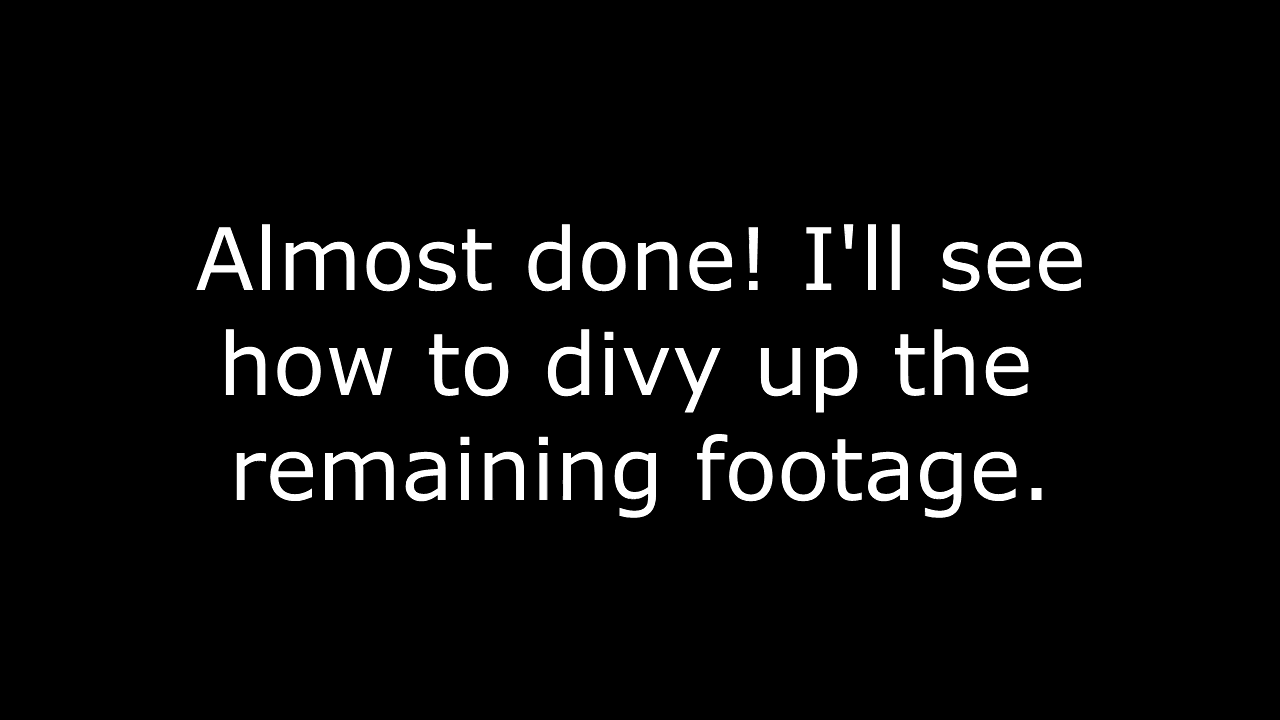 Almost done! I'll see
how to divy up the
remaining footage.